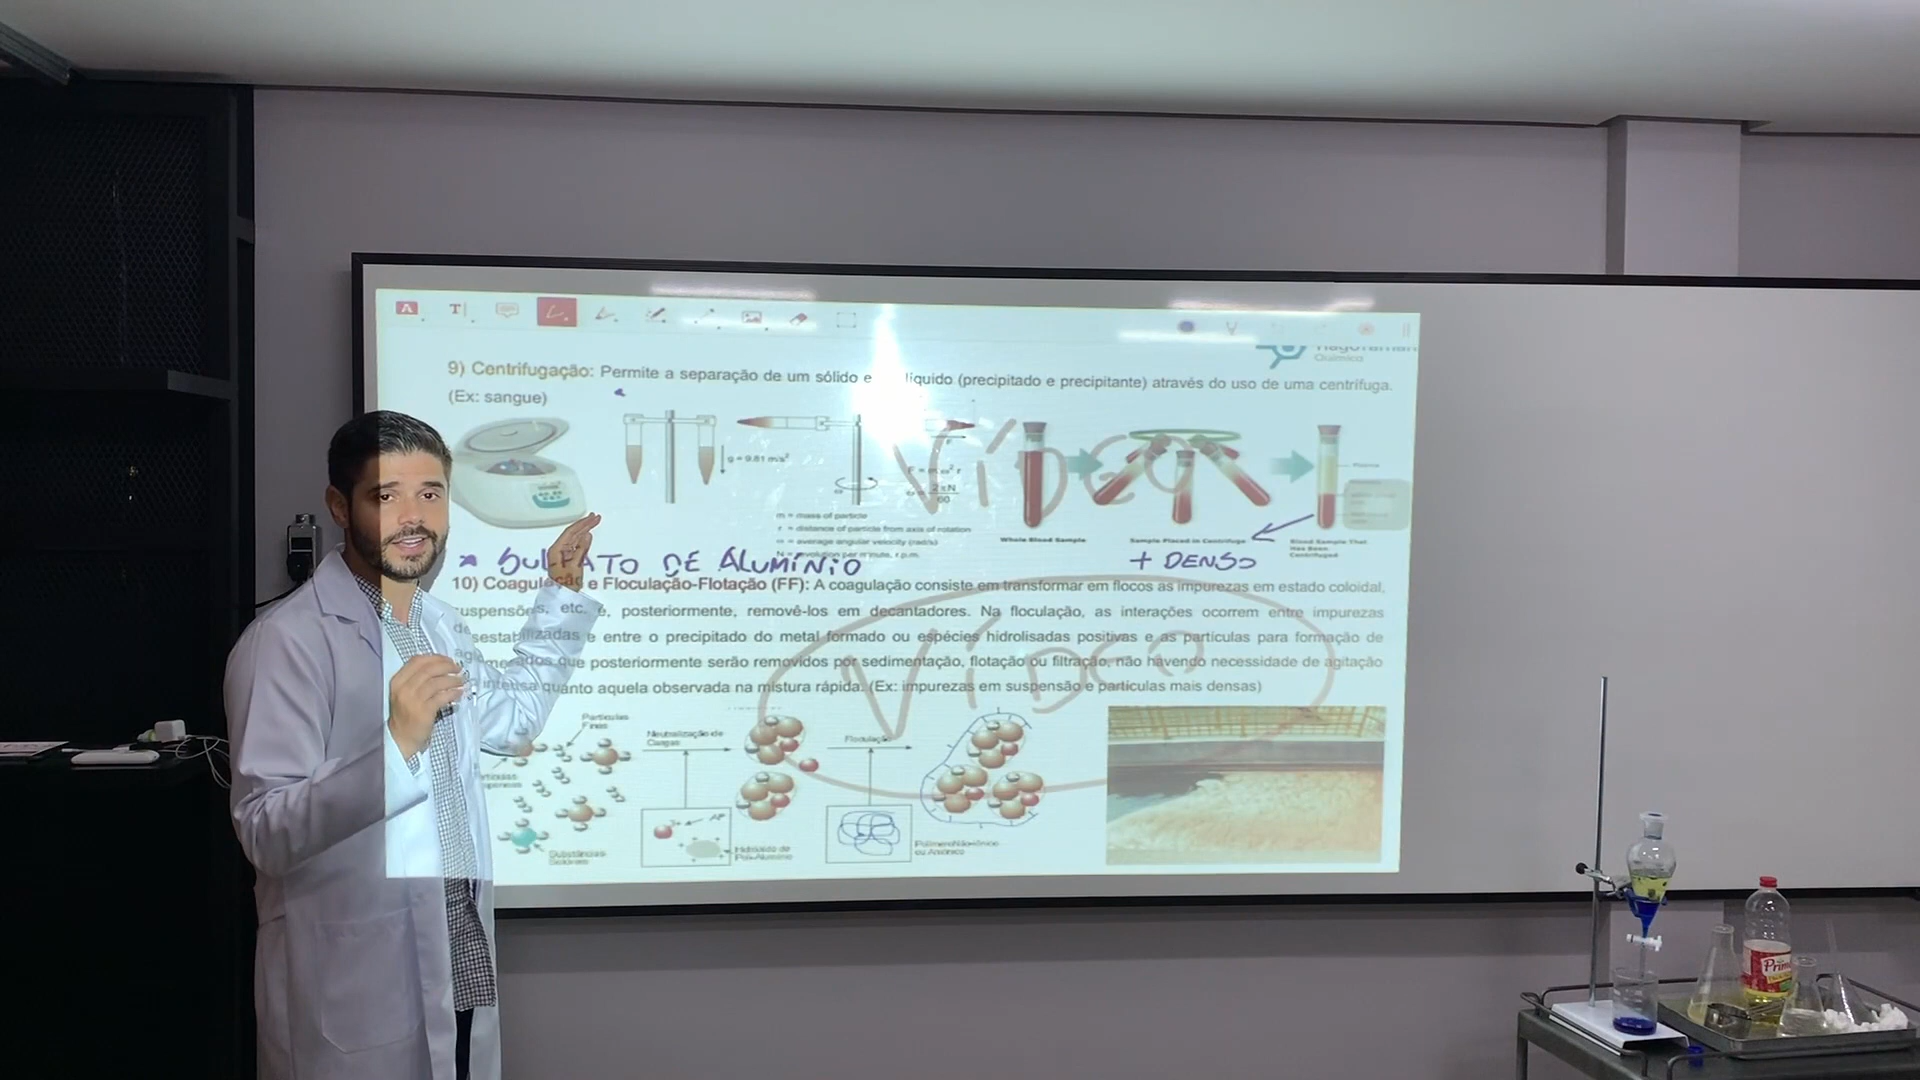 Química
9) Centrifugação: Permite a separação de um sólido e líquido (precipitado e precipitante) através do uso de uma centrífuga.
(Ex: sangue)
VÍDEO
g = 9.81 m/s²
2πN
60
m = mass of particle
r = distance of particle from axis of rotation
ω = average angular velocity (rad/s)
N = revolution per minute, r.p.m.
Whole Blood Sample
Sample Placed in Centrifuge
Blood Sample That
Has Been
Centrifuged
Plasma
SULFATO DE ALUMÍNIO
+ DENSO
10) Coagulação e Floculação-Flotação (FF): A coagulação consiste em transformar em flocos as impurezas em estado coloidal,
suspensões, etc. e, posteriormente, removê-los em decantadores. Na floculação, as interações ocorrem entre impurezas
desestabilizadas e entre o precipitado do metal formado ou espécies hidrolisadas positivas e as partículas para formação de
aglomerados que posteriormente serão removidos por sedimentação, flotação ou filtração, não havendo necessidade de agitação
intensa quanto aquela observada na mistura rápida. (Ex: impurezas em suspensão e partículas mais densas)
VÍDEO
Partículas
Finas
Neutralização de
Cargas
Floculação
Substâncias
Solúveis
Hidróxido de
Poli-Alumínio
Polímero Não-Iônico
ou Aniônico